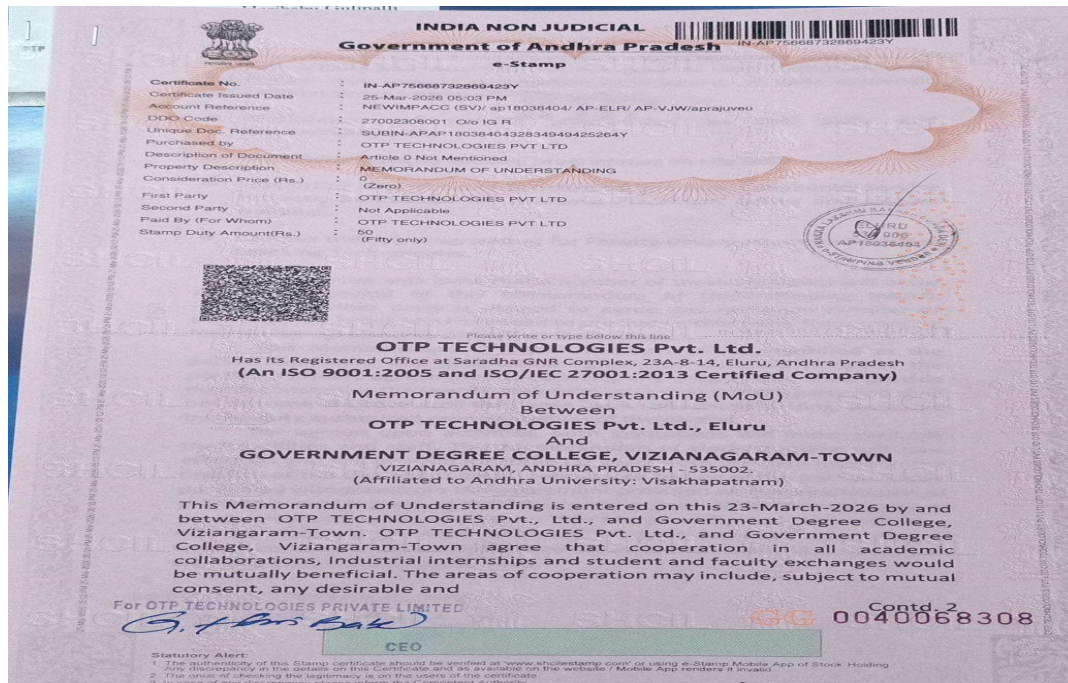 INDIA NON JUDICIAL
Government of Andhra Pradesh
e-Stamp
IN-AP75668732869423Y
Certificate No. : IN-AP75668732869423Y
Certificate Issued Date : 25-Mar-2026 05:03 PM
Account Reference : NEWIMPACC (SV)/ ap18038404/ AP-ELR/ AP-VJW/aprajuveu
DDO Code : 27002308001 O/o IG R
Unique Doc. Reference : SUBIN-APAP1803840432834949425264Y
Purchased by : OTP TECHNOLOGIES PVT LTD
Description of Document : Article 0 Not Mentioned
Property Description : MEMORANDUM OF UNDERSTANDING
Consideration Price (Rs.) : 0
(Zero)
First Party : OTP TECHNOLOGIES PVT LTD
Second Party : Not Applicable
Paid By (For Whom) : OTP TECHNOLOGIES PVT LTD
Stamp Duty Amount(Rs.) : 50
(Fifty only)
ELURU
AP18038404
Please write or type below this line
OTP TECHNOLOGIES Pvt. Ltd.
Has its Registered Office at Saradha GNR Complex, 23A-8-14, Eluru, Andhra Pradesh
(An ISO 9001:2005 and ISO/IEC 27001:2013 Certified Company)
Memorandum of Understanding (MoU)
Between
OTP TECHNOLOGIES Pvt. Ltd., Eluru
And
GOVERNMENT DEGREE COLLEGE, VIZIANAGARAM-TOWN
VIZIANAGARAM, ANDHRA PRADESH - 535002.
(Affiliated to Andhra University: Visakhapatnam)
This Memorandum of Understanding is entered on this 23-March-2026 by and
between OTP TECHNOLOGIES Pvt., Ltd., and Government Degree College,
Viziangaram-Town. OTP TECHNOLOGIES Pvt. Ltd., and Government Degree
College, Viziangaram-Town agree that cooperation in all academic
collaborations, Industrial internships and student and faculty exchanges would
be mutually beneficial. The areas of cooperation may include, subject to mutual
consent, any desirable and
Contd. 2
For OTP TECHNOLOGIES PRIVATE LIMITED
GG 0040068308
CEO
Statutory Alert:
1. The authenticity of this Stamp certificate should be verified at 'www.shcilestamp.com' or using e-Stamp Mobile App of Stock Holding
Any discrepancy in the details on this Certificate and as available on the website / Mobile App renders it invalid
2. The onus of checking the legitimacy is on the users of the certificate